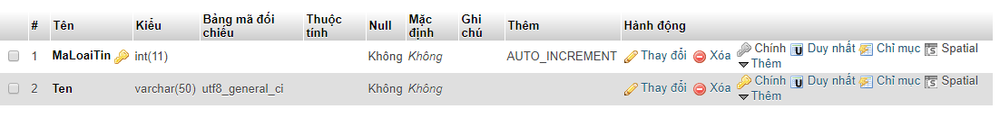 # Tên Kiểu Bảng mã đối chiếu Thuộc tính Null Mặc định Ghi chú Thêm Hành động
1 MaLoaiTin int(11) Không Không AUTO_INCREMENT Thay đổi Xóa Chính Duy nhất Chỉ mục Spatial
Thêm
2 Ten varchar(50) utf8_general_ci Không Không Thay đổi Xóa Chính Duy nhất Chỉ mục Spatial
Thêm